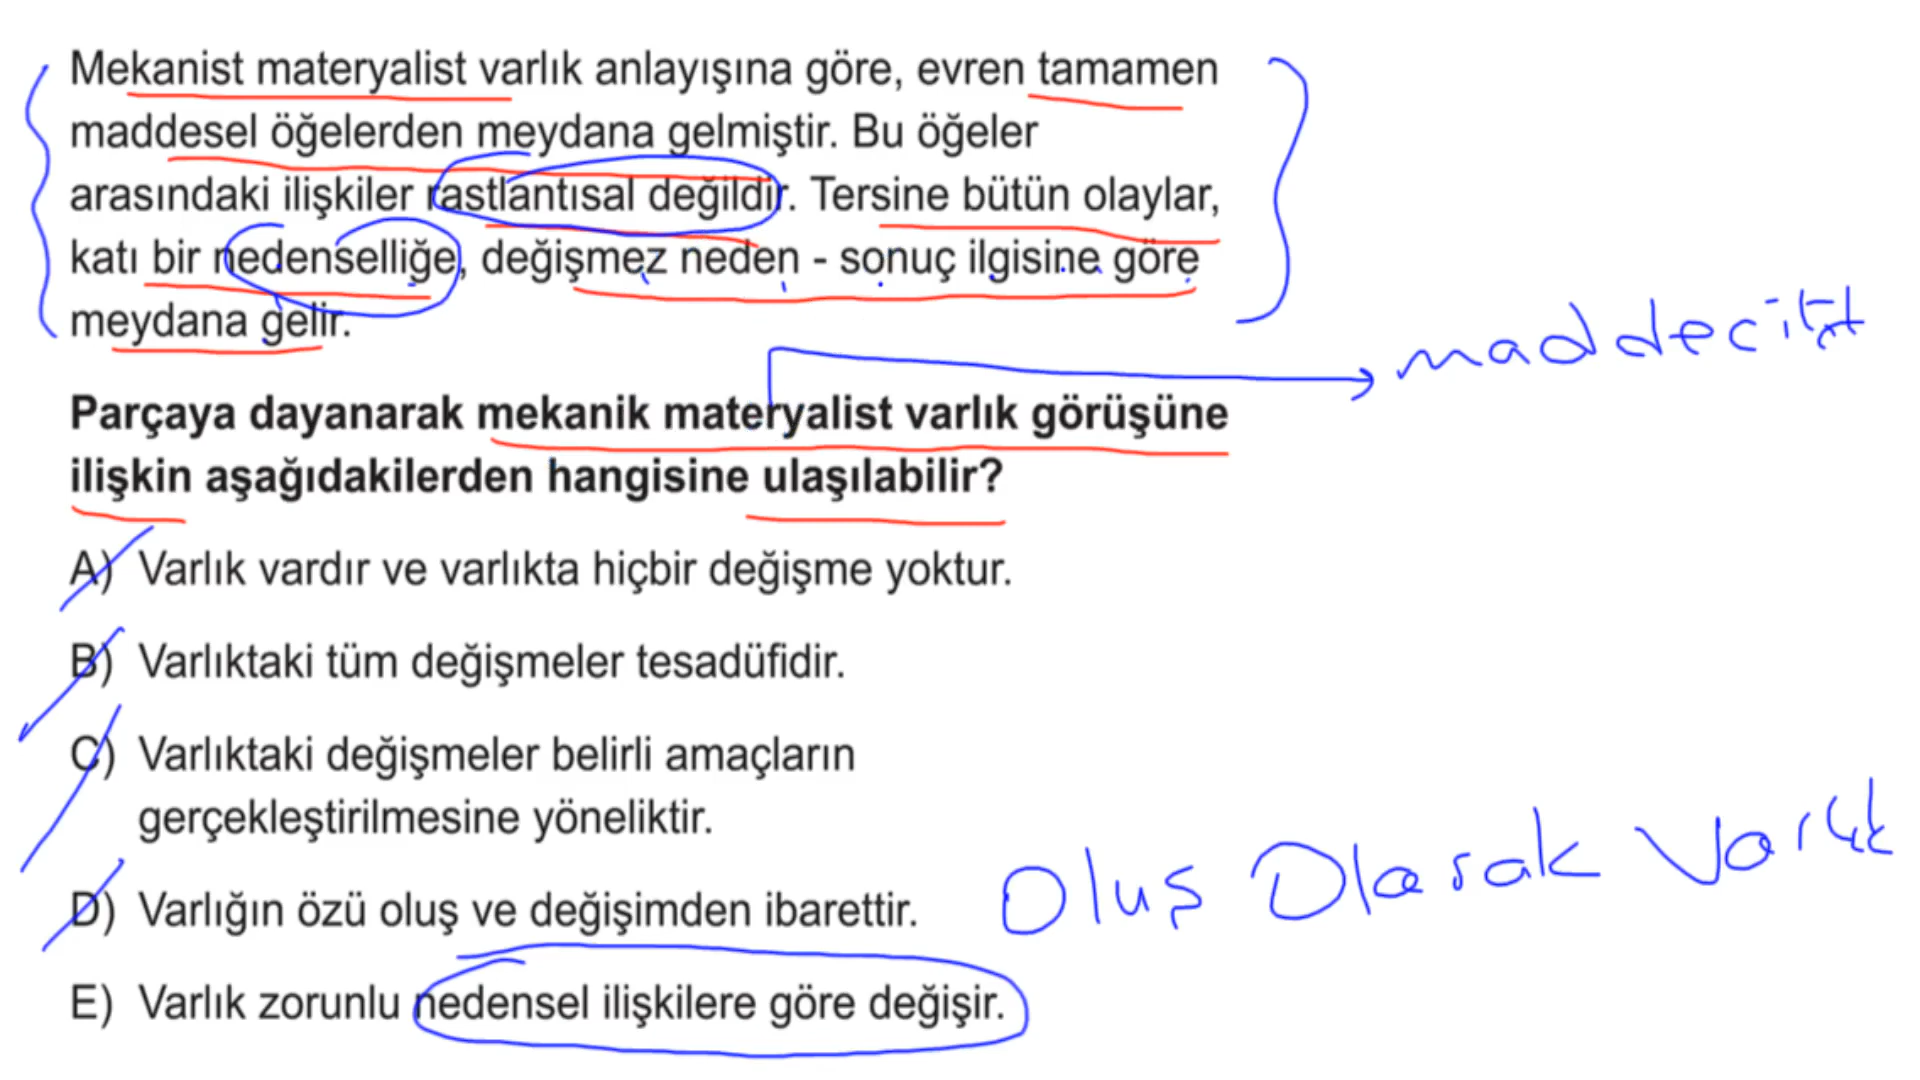 Mekanist materyalist varlık anlayışına göre, evren tamamen
maddesel öğelerden meydana gelmiştir. Bu öğeler
arasındaki ilişkiler rastlantısal değildir. Tersine bütün olaylar,
katı bir nedenselliğe, değişmez neden - sonuç ilgisine göre
meydana gelir.
maddecilik
Parçaya dayanarak mekanik materyalist varlık görüşüne
ilişkin aşağıdakilerden hangisine ulaşılabilir?
A) Varlık vardır ve varlıkta hiçbir değişme yoktur.
B) Varlıktaki tüm değişmeler tesadüfidir.
C) Varlıktaki değişmeler belirli amaçların
gerçekleştirilmesine yöneliktir.
D) Varlığın özü oluş ve değişimden ibarettir.
Oluş Olarak Varlık
E) Varlık zorunlu nedensel ilişkilere göre değişir.